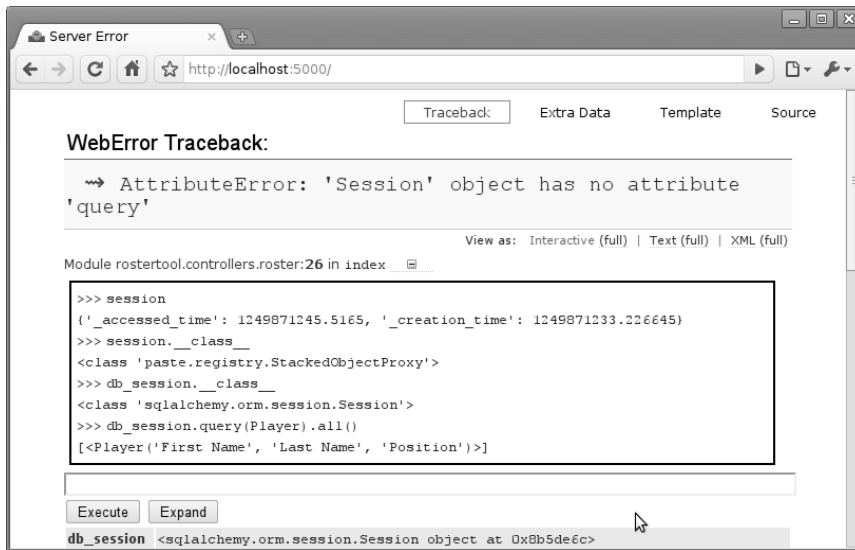 Server Error
http://localhost:5000/
Traceback Extra Data Template Source
WebError Traceback:
⇝ AttributeError: 'Session' object has no attribute
'query'
View as: Interactive (full) | Text (full) | XML (full)
Module rostertool.controllers.roster:26 in index
>>> session
{'_accessed_time': 1249871245.5165, '_creation_time': 1249871233.226645}
>>> session.__class__
<class 'paste.registry.StackedObjectProxy'>
>>> db_session.__class__
<class 'sqlalchemy.orm.session.Session'>
>>> db_session.query(Player).all()
[<Player('First Name', 'Last Name', 'Position')>]
Execute Expand
db_session <sqlalchemy.orm.session.Session object at 0x8b5de6c>